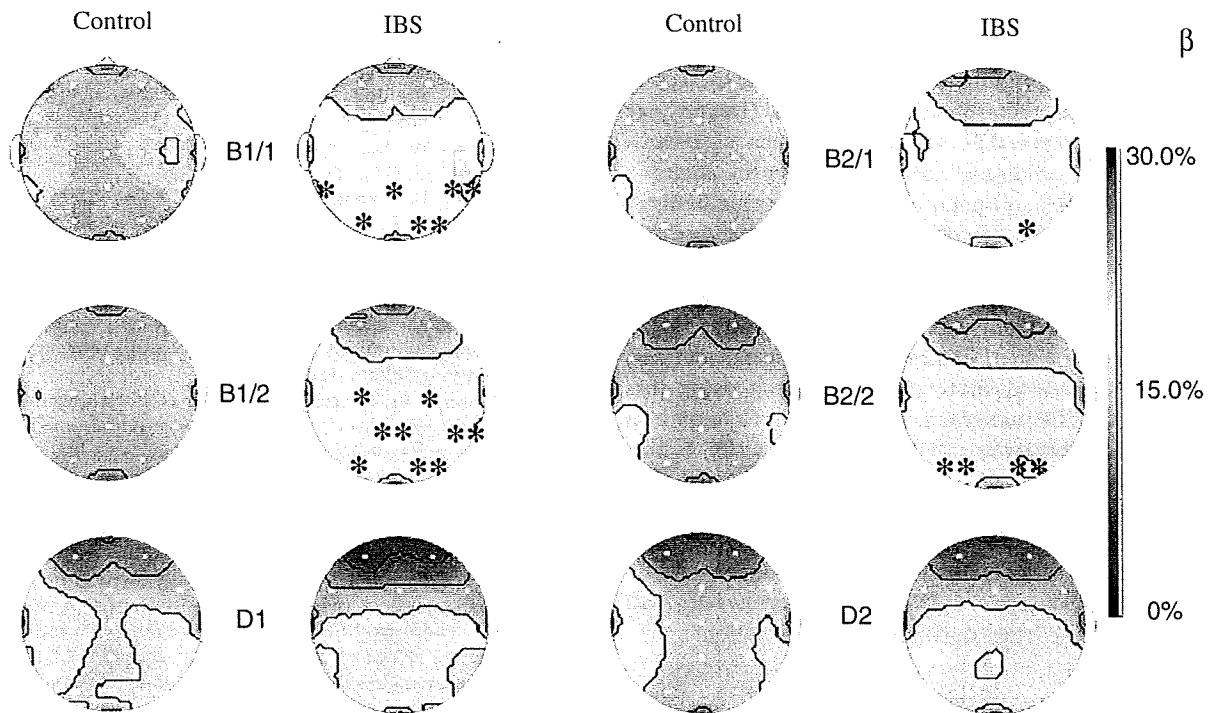 Control IBS Control IBS β
B1/1 B2/1 30.0%
* * ** * ** *
B1/2 B2/2 15.0%
* * ** ** * ** ** **
D1 D2 0%